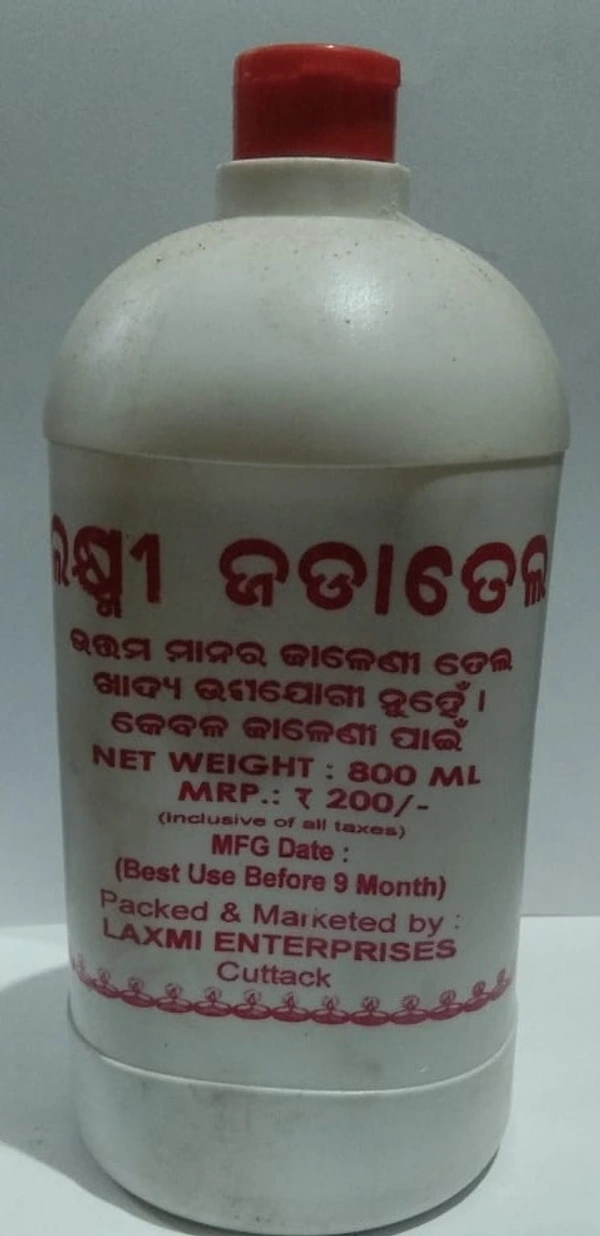 ଲକ୍ଷ୍ମୀ ଜଡାତେଲ
ଉତ୍ତମ ମାନର ଜାଳେଣୀ ତେଲ
ଖାଦ୍ୟ ଉପଯୋଗୀ ନୁହେଁ ।
କେବଳ ଜାଳେଣୀ ପାଇଁ
NET WEIGHT : 800 ML
MRP.: ₹ 200/-
(Inclusive of all taxes)
MFG Date :
(Best Use Before 9 Month)
Packed & Marketed by :
LAXMI ENTERPRISES
Cuttack